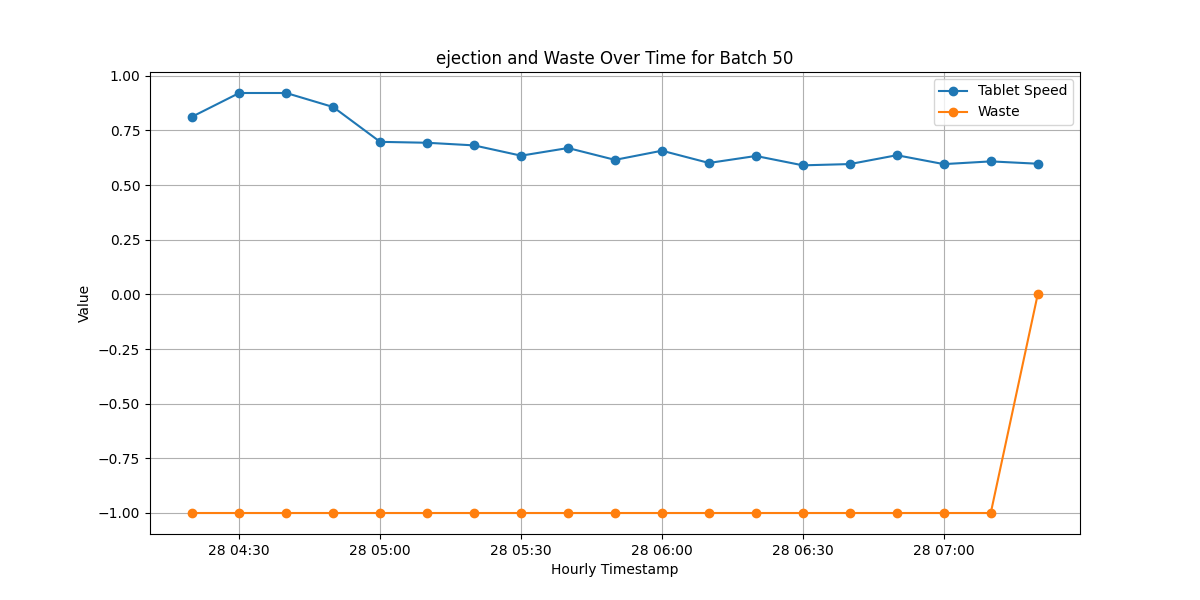 ejection and Waste Over Time for Batch 50
Tablet Speed
Waste
1.00
0.75
0.50
0.25
0.00
−0.25
−0.50
−0.75
−1.00
Value
28 04:30 28 05:00 28 05:30 28 06:00 28 06:30 28 07:00
Hourly Timestamp